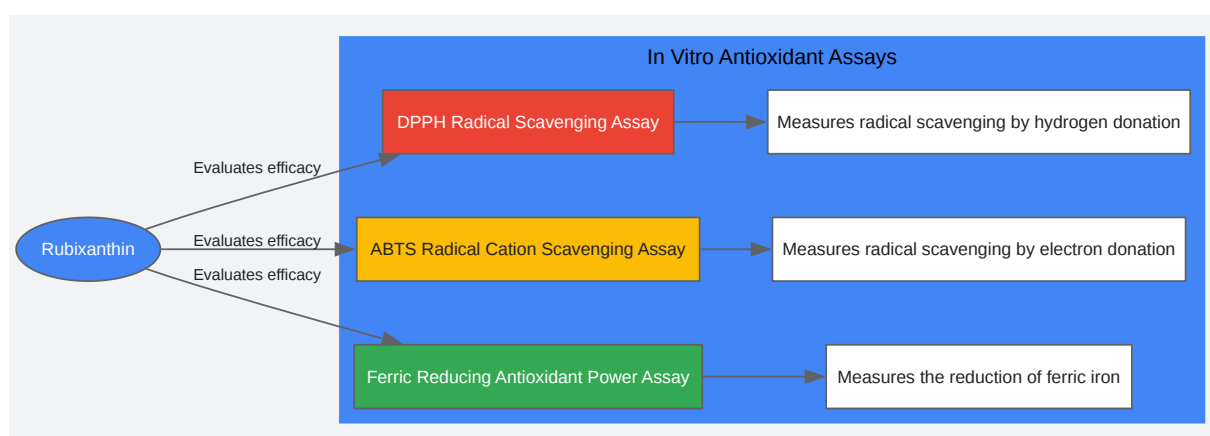 In Vitro Antioxidant Assays
DPPH Radical Scavenging Assay
Measures radical scavenging by hydrogen donation
Evaluates efficacy
Rubixanthin
Evaluates efficacy
ABTS Radical Cation Scavenging Assay
Measures radical scavenging by electron donation
Evaluates efficacy
Ferric Reducing Antioxidant Power Assay
Measures the reduction of ferric iron